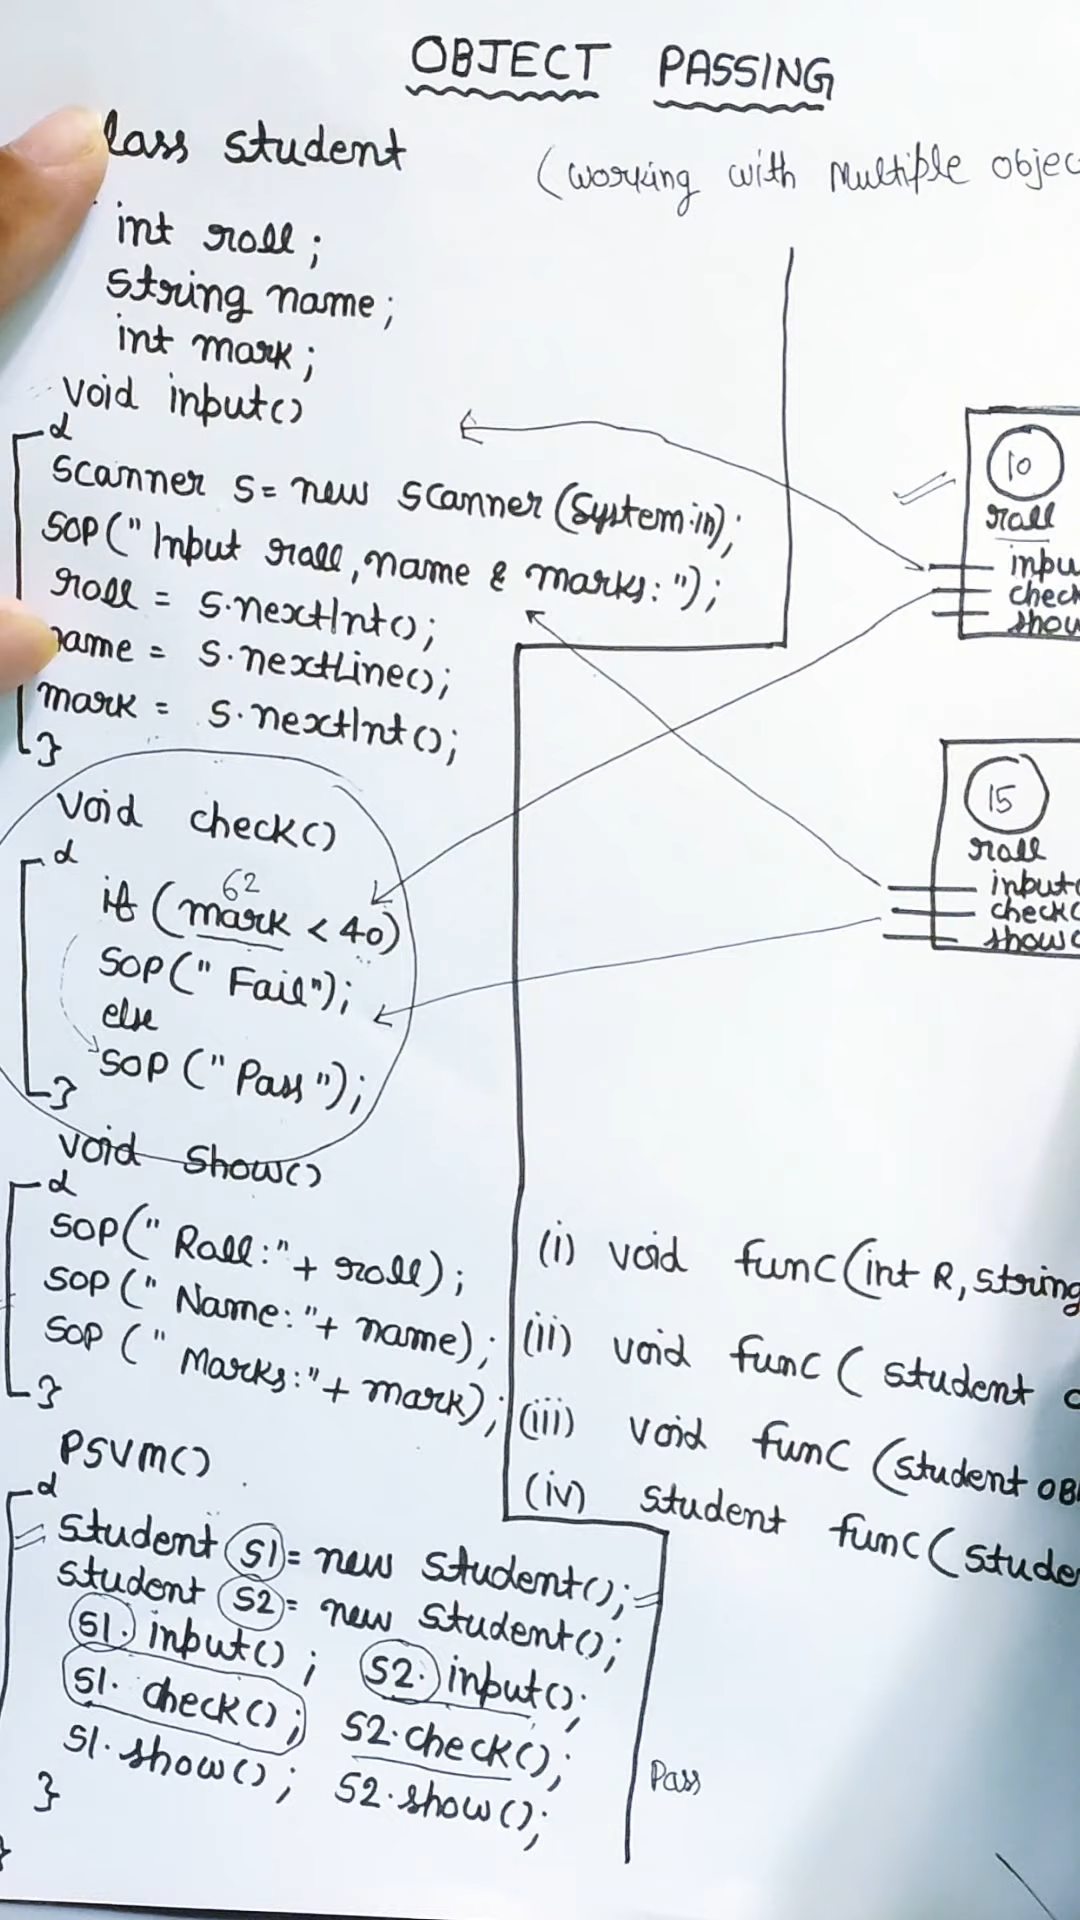 OBJECT PASSING
(working with Multiple objec
lass student
int roll;
string name;
int mark;
void input()
{
Scanner s= new Scanner(System.in);
SOP("Input roll, name & marks:");
roll = s.nextInt();
name = s.nextLine();
mark = s.nextInt();
}
void check()
{
62
if (mark < 40)
SOP("Fail");
else
SOP("Pass");
}
void show()
{
SOP("Roll:"+ roll);
SOP("Name:"+ name);
SOP("Marks:"+ mark);
}
PSVM()
{
student S1= new student();
student S2= new student();
S1.input(); S2.input();
S1.check(); S2.check();
S1.show(); S2.show();
}
}
10
roll
inpu
check
show
15
roll
input(
check(
show(
(i) void func(int R, string
(ii) void func( student
(iii) void func (student OB
(iv) student func(stude
Pass